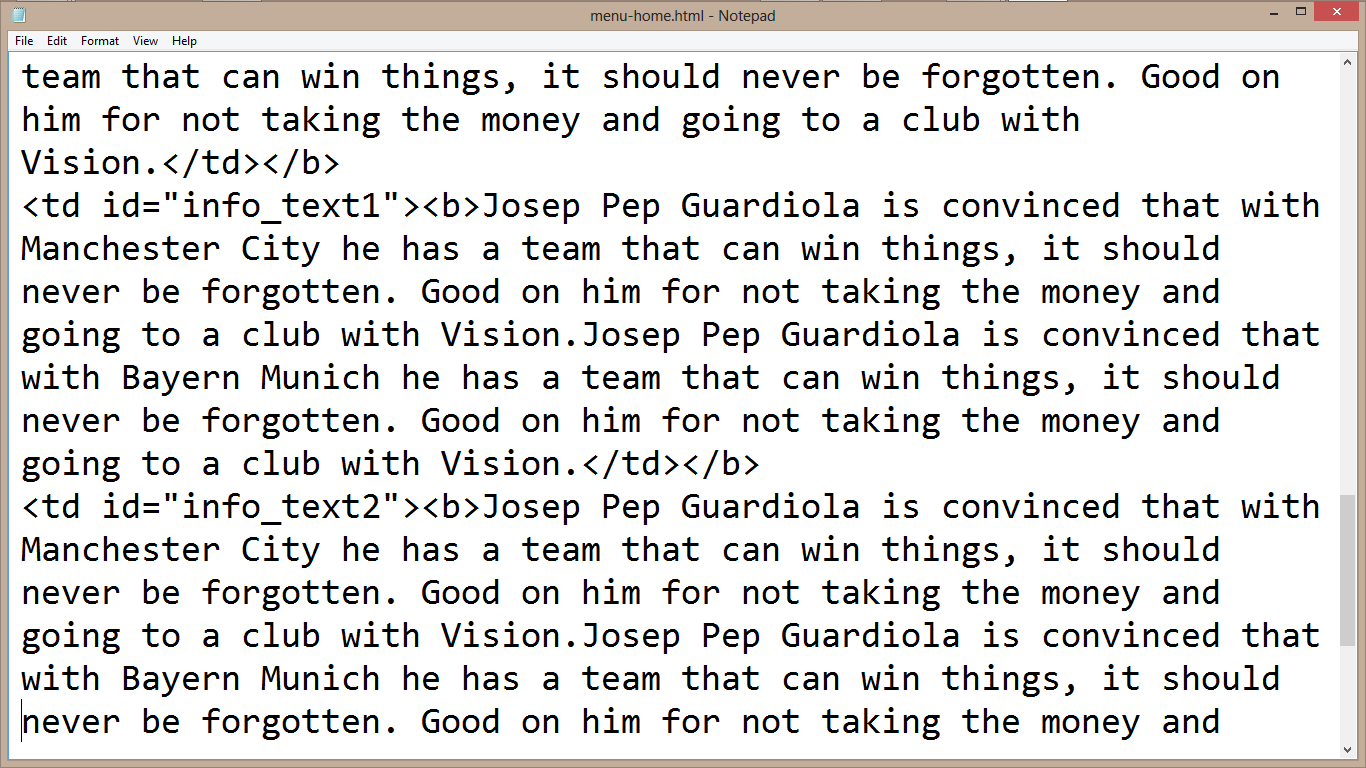 menu-home.html - Notepad
File Edit Format View Help
team that can win things, it should never be forgotten. Good on
him for not taking the money and going to a club with
Vision.</td></b>
<td id="info_text1"><b>Josep Pep Guardiola is convinced that with
Manchester City he has a team that can win things, it should
never be forgotten. Good on him for not taking the money and
going to a club with Vision.Josep Pep Guardiola is convinced that
with Bayern Munich he has a team that can win things, it should
never be forgotten. Good on him for not taking the money and
going to a club with Vision.</td></b>
<td id="info_text2"><b>Josep Pep Guardiola is convinced that with
Manchester City he has a team that can win things, it should
never be forgotten. Good on him for not taking the money and
going to a club with Vision.Josep Pep Guardiola is convinced that
with Bayern Munich he has a team that can win things, it should
never be forgotten. Good on him for not taking the money and